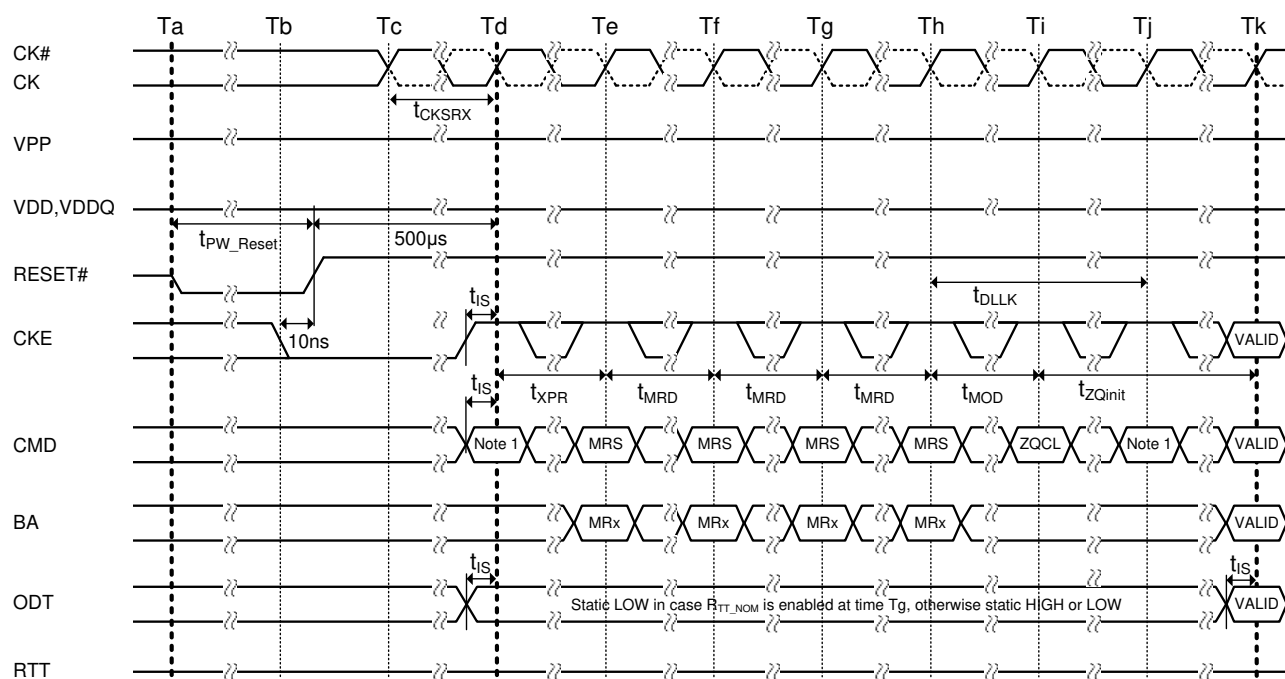 Ta Tb Tc Td Te Tf Tg Th Ti Tj Tk
CK#
CK
tCKSRX
VPP
VDD,VDDQ
tPW_Reset 500µs
RESET#
tIS tDLLK
CKE 10ns VALID
tIS tXPR tMRD tMRD tMRD tMOD tZQinit
CMD Note 1 MRS MRS MRS MRS ZQCL Note 1 VALID
BA MRx MRx MRx MRx VALID
tIS tIS
ODT Static LOW in case RTT_NOM is enabled at time Tg, otherwise static HIGH or LOW VALID
RTT